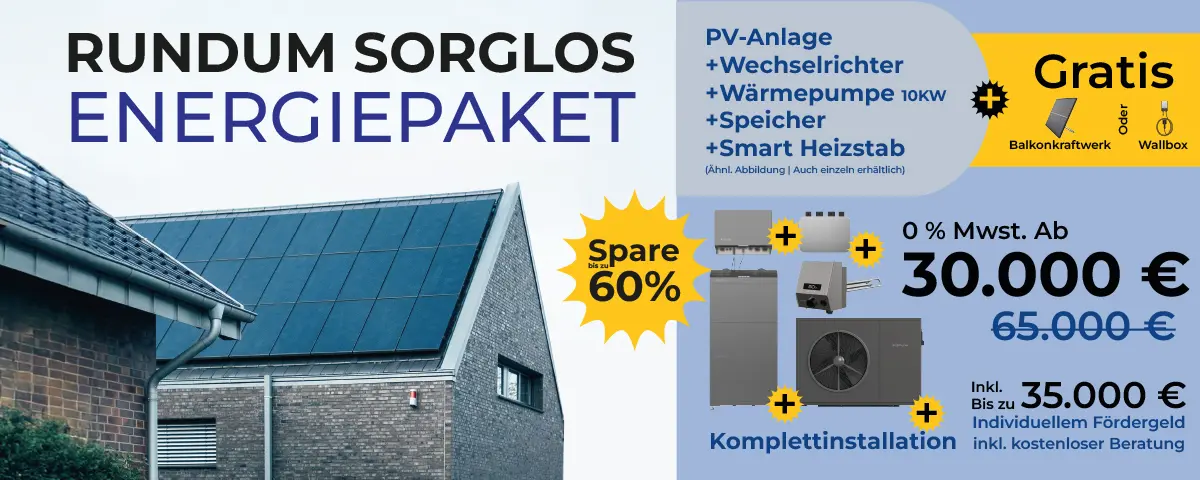 RUNDUM SORGLOS
ENERGIEPAKET
PV-Anlage
+Wechselrichter
+Wärmepumpe 10KW
+Speicher
+Smart Heizstab
(Ähnl. Abbildung | Auch einzeln erhältlich)
+
Gratis
Balkonkraftwerk
Oder
Wallbox
Spare
bis zu
60%
+
+
+
+
0 % Mwst. Ab
30.000 €
65.000 €
Inkl.
Bis zu 35.000 €
Individuellem Fördergeld
inkl. kostenloser Beratung
Komplettinstallation